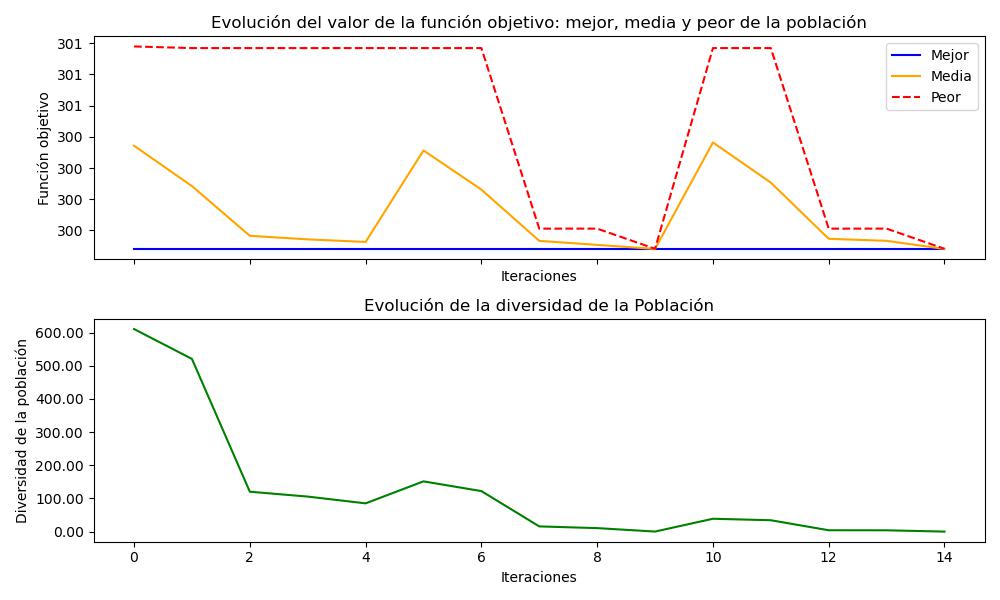 Evolución del valor de la función objetivo: mejor, media y peor de la población
Función objetivo
301
301
301
300
300
300
300
Mejor
Media
Peor
Iteraciones
Evolución de la diversidad de la Población
Diversidad de la población
600.00
500.00
400.00
300.00
200.00
100.00
0.00
0 2 4 6 8 10 12 14
Iteraciones